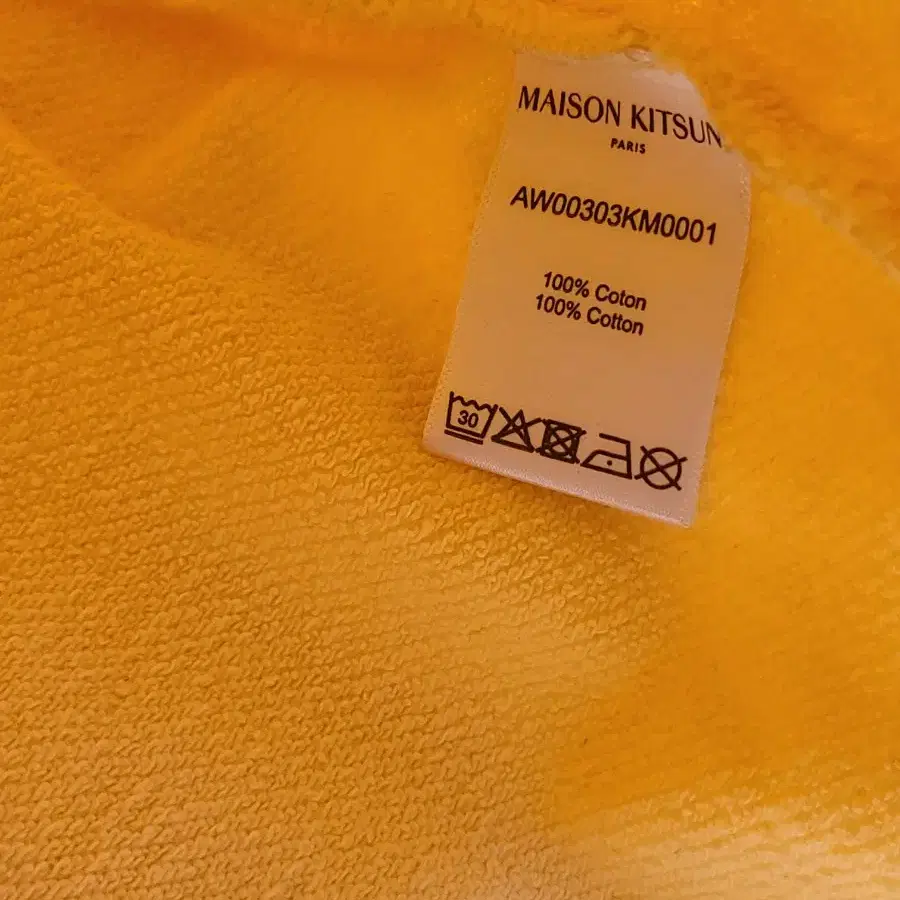 MAISON KITSUN
PARIS
AW00303KM0001
100% Coton
100% Cotton
30